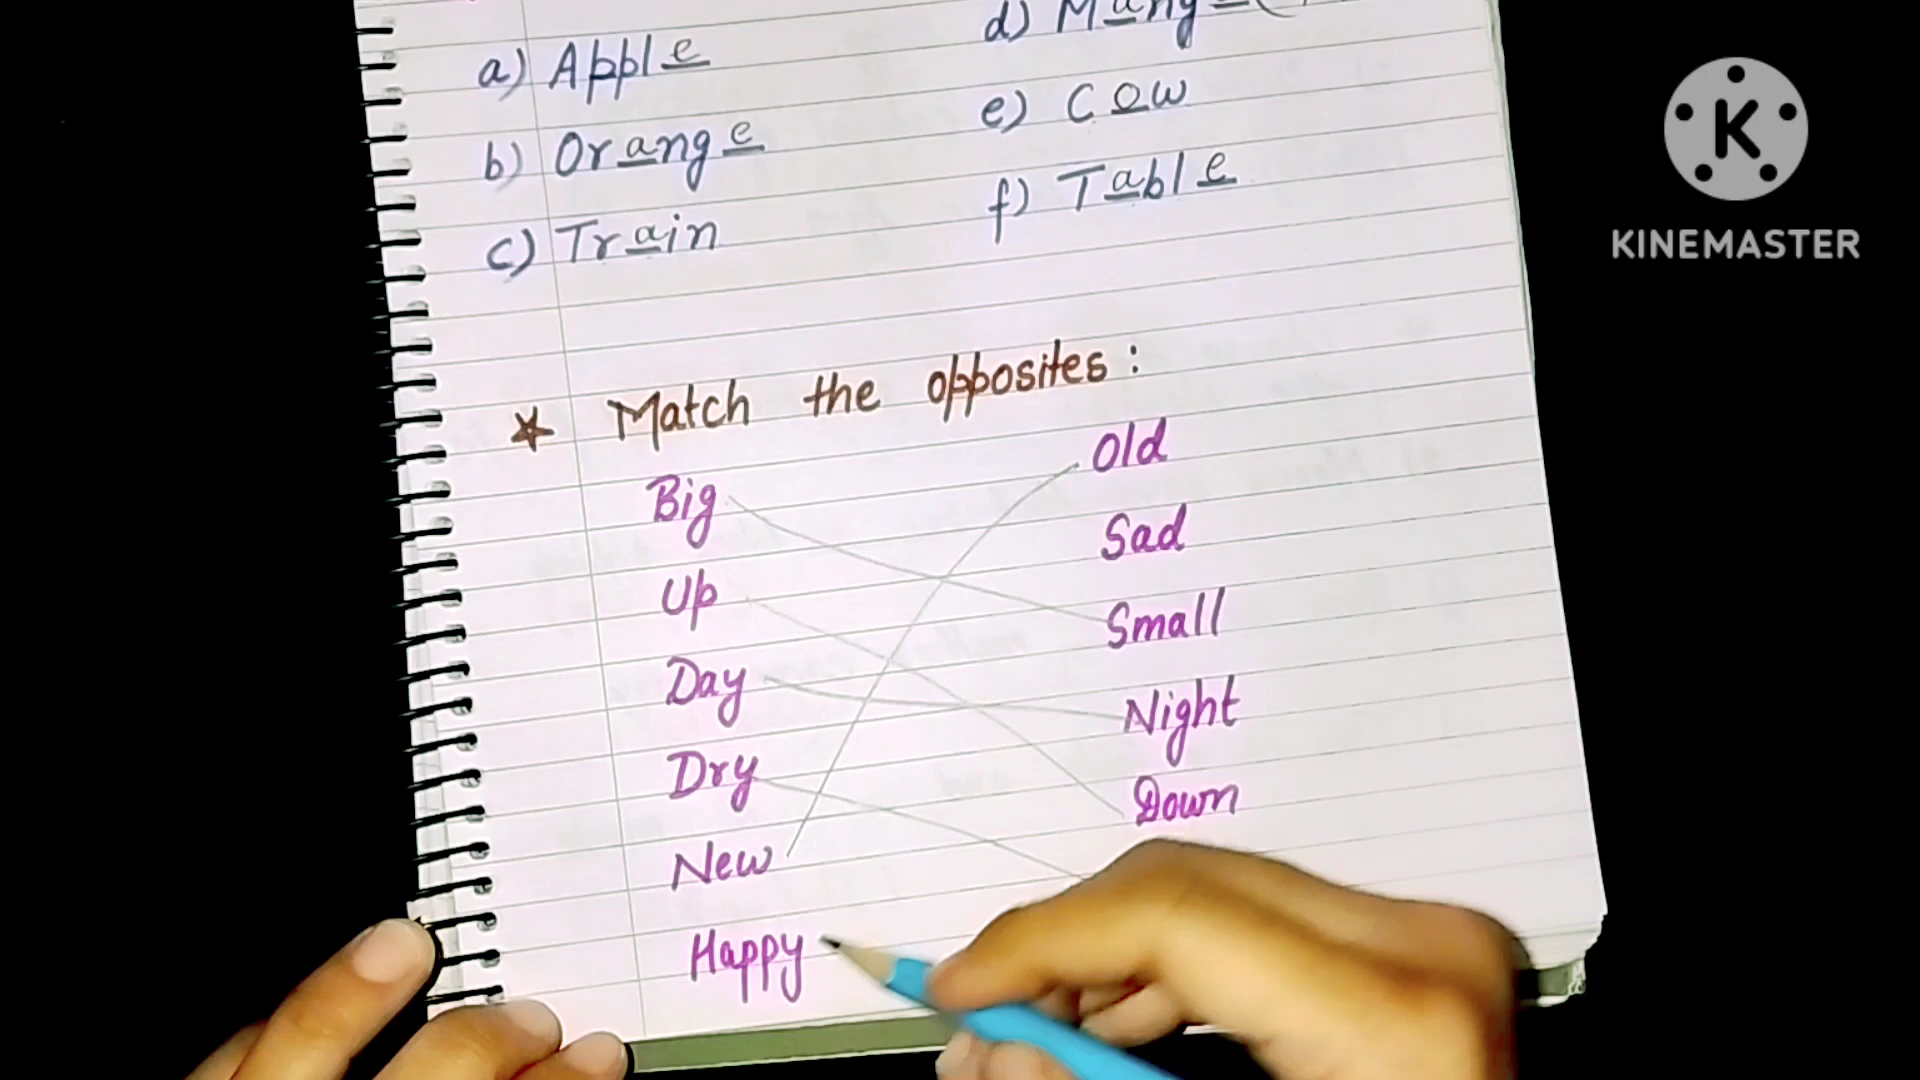 a) Apple
b) Orange
c) Train
d) Mang
e) Cow
f) Table
Match the opposites:
Big
Up
Day
Dry
New
Happy
Old
Sad
Small
Night
Down
K
KINEMASTER